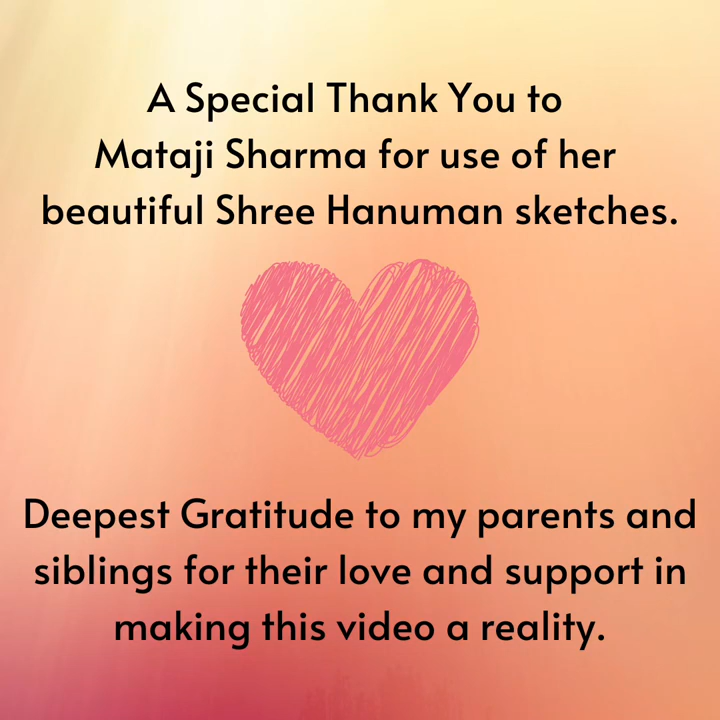 A Special Thank You to
Mataji Sharma for use of her
beautiful Shree Hanuman sketches.
Deepest Gratitude to my parents and
siblings for their love and support in
making this video a reality.